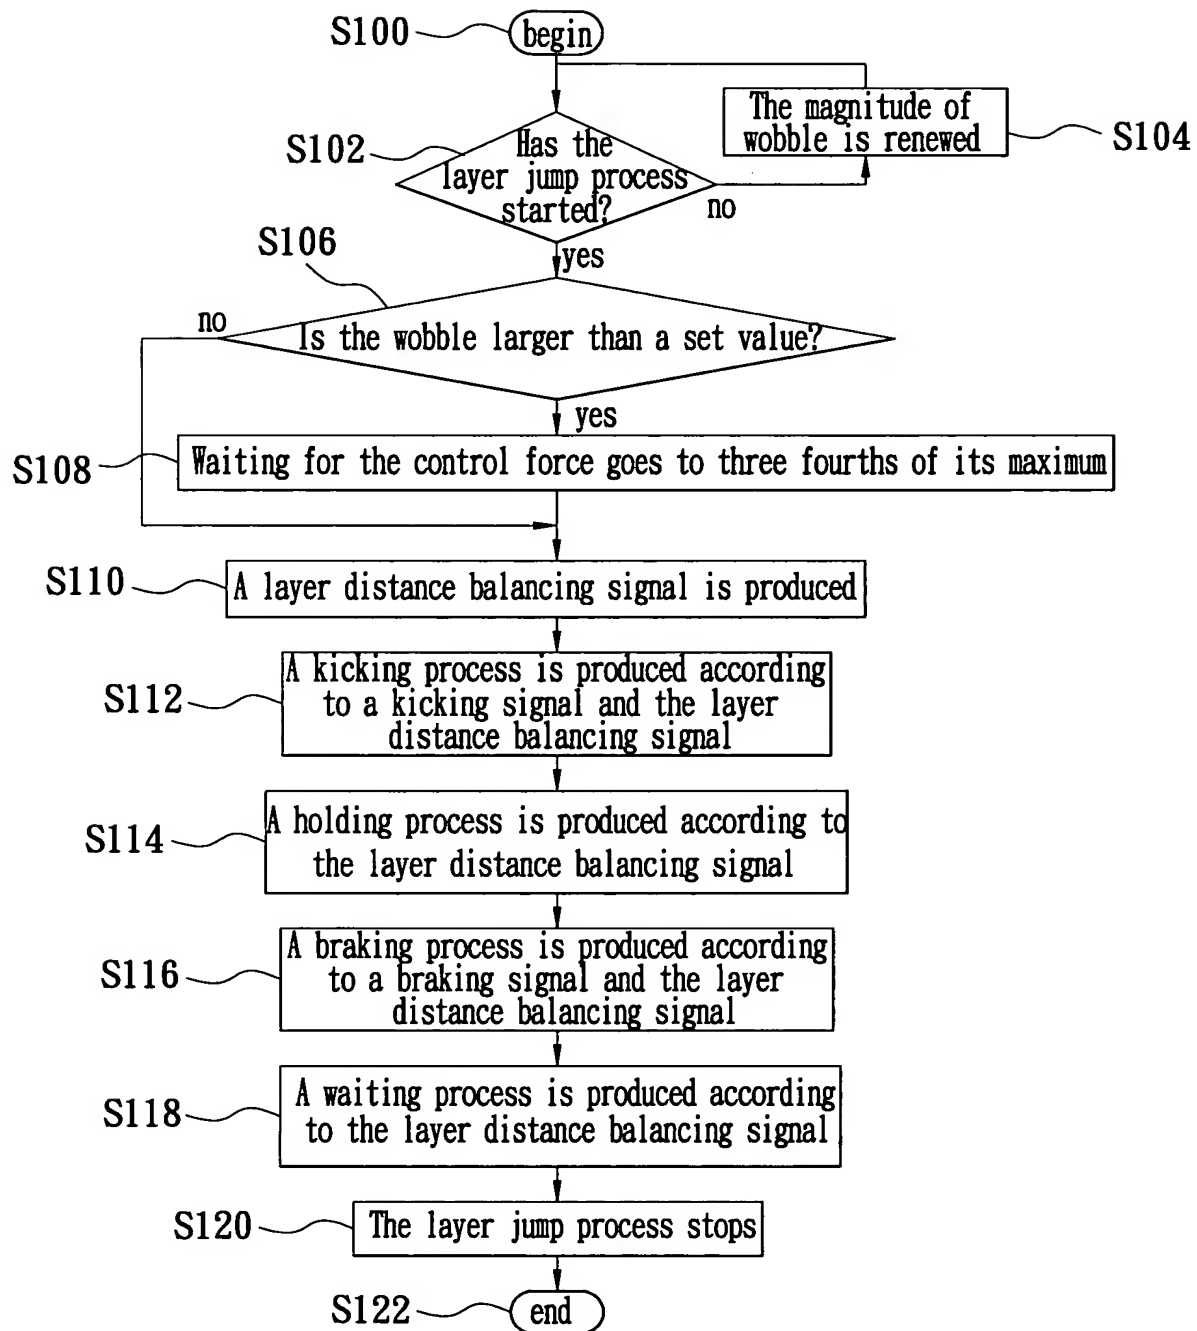 S100
begin
The magnitude of
wobble is renewed
S104
S102
Has the
layer jump process
started?
no
yes
S106
no
Is the wobble larger than a set value?
yes
S108
Waiting for the control force goes to three fourths of its maximum
S110
A layer distance balancing signal is produced
S112
A kicking process is produced according
to a kicking signal and the layer
distance balancing signal
S114
A holding process is produced according to
the layer distance balancing signal
S116
A braking process is produced according
to a braking signal and the layer
distance balancing signal
S118
A waiting process is produced according
to the layer distance balancing signal
S120
The layer jump process stops
S122
end